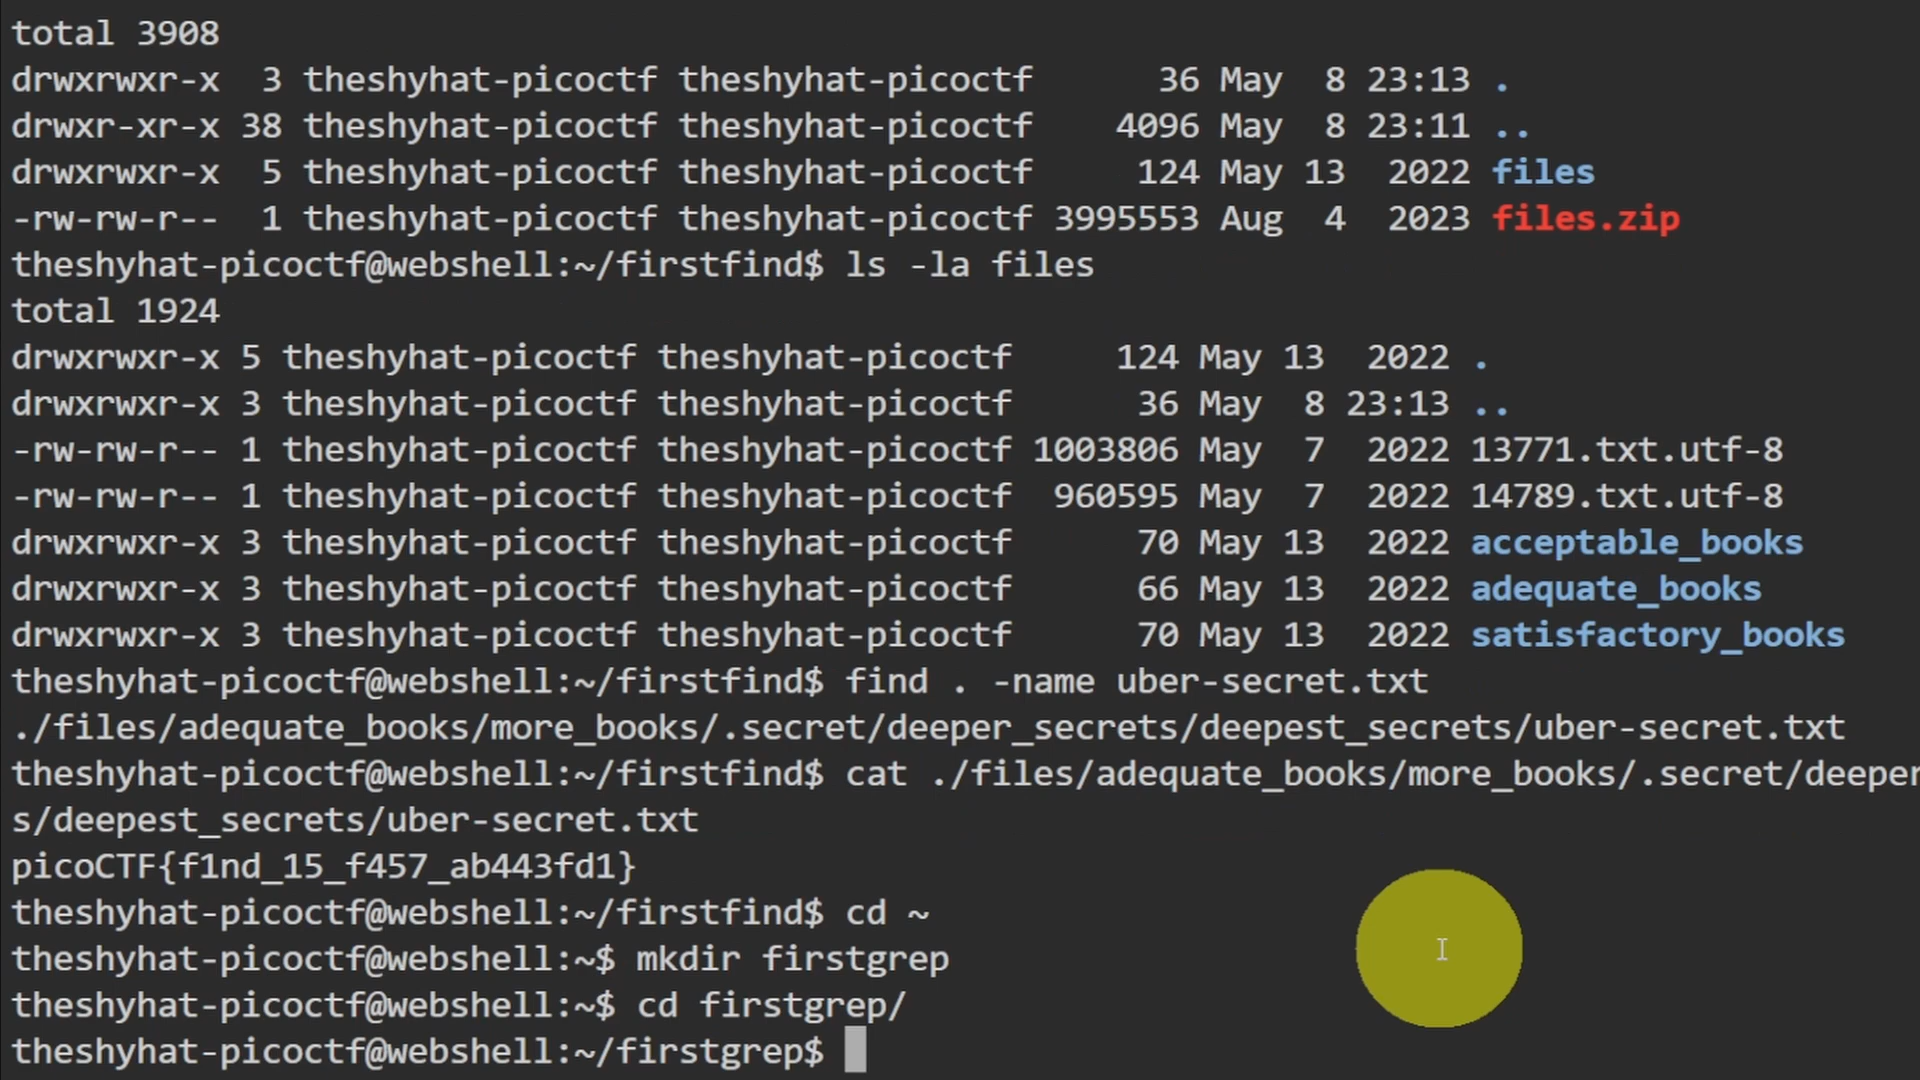 total 3908
drwxrwxr-x  3 theshyhat-picoctf theshyhat-picoctf      36 May  8 23:13 .
drwxr-xr-x 38 theshyhat-picoctf theshyhat-picoctf    4096 May  8 23:11 ..
drwxrwxr-x  5 theshyhat-picoctf theshyhat-picoctf     124 May 13  2022 files
-rw-rw-r--  1 theshyhat-picoctf theshyhat-picoctf 3995553 Aug  4  2023 files.zip
theshyhat-picoctf@webshell:~/firstfind$ ls -la files
total 1924
drwxrwxr-x 5 theshyhat-picoctf theshyhat-picoctf     124 May 13  2022 .
drwxrwxr-x 3 theshyhat-picoctf theshyhat-picoctf      36 May  8 23:13 ..
-rw-rw-r-- 1 theshyhat-picoctf theshyhat-picoctf 1003806 May  7  2022 13771.txt.utf-8
-rw-rw-r-- 1 theshyhat-picoctf theshyhat-picoctf  960595 May  7  2022 14789.txt.utf-8
drwxrwxr-x 3 theshyhat-picoctf theshyhat-picoctf      70 May 13  2022 acceptable_books
drwxrwxr-x 3 theshyhat-picoctf theshyhat-picoctf      66 May 13  2022 adequate_books
drwxrwxr-x 3 theshyhat-picoctf theshyhat-picoctf      70 May 13  2022 satisfactory_books
theshyhat-picoctf@webshell:~/firstfind$ find . -name uber-secret.txt
./files/adequate_books/more_books/.secret/deeper_secrets/deepest_secrets/uber-secret.txt
theshyhat-picoctf@webshell:~/firstfind$ cat ./files/adequate_books/more_books/.secret/deeper
s/deepest_secrets/uber-secret.txt
picoCTF{f1nd_15_f457_ab443fd1}
theshyhat-picoctf@webshell:~/firstfind$ cd ~
theshyhat-picoctf@webshell:~$ mkdir firstgrep
theshyhat-picoctf@webshell:~$ cd firstgrep/
theshyhat-picoctf@webshell:~/firstgrep$